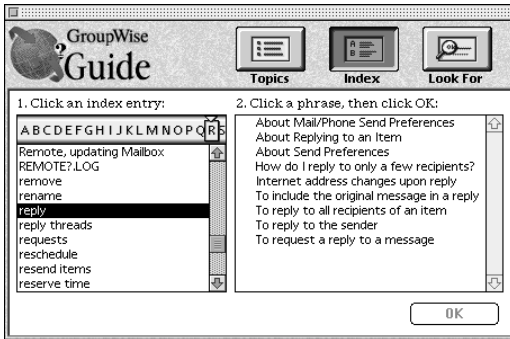 GroupWise
Guide
Topics
Index
Look For
1. Click an index entry:
A B C D E F G H I J K L M N O P Q R S
Remote, updating Mailbox
REMOTE?.LOG
remove
rename
reply
reply threads
requests
reschedule
resend items
reserve time
2. Click a phrase, then click OK:
About Mail/Phone Send Preferences
About Replying to an Item
About Send Preferences
How do I reply to only a few recipients?
Internet address changes upon reply
To include the original message in a reply
To reply to all recipients of an item
To reply to the sender
To request a reply to a message
OK